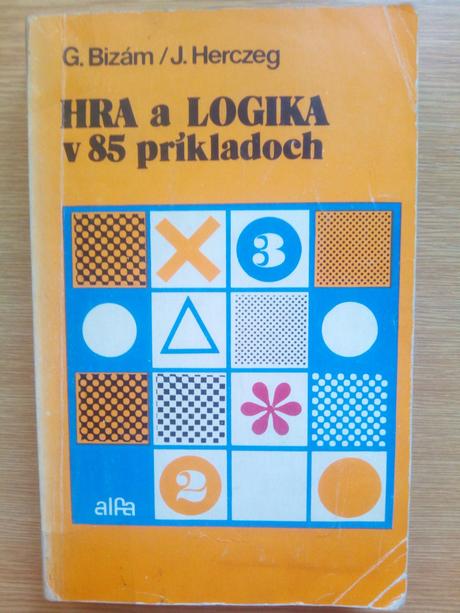 G. Bizám / J. Herczeg
HRA a LOGIKA
v 85 príkladoch
3
2
alfa